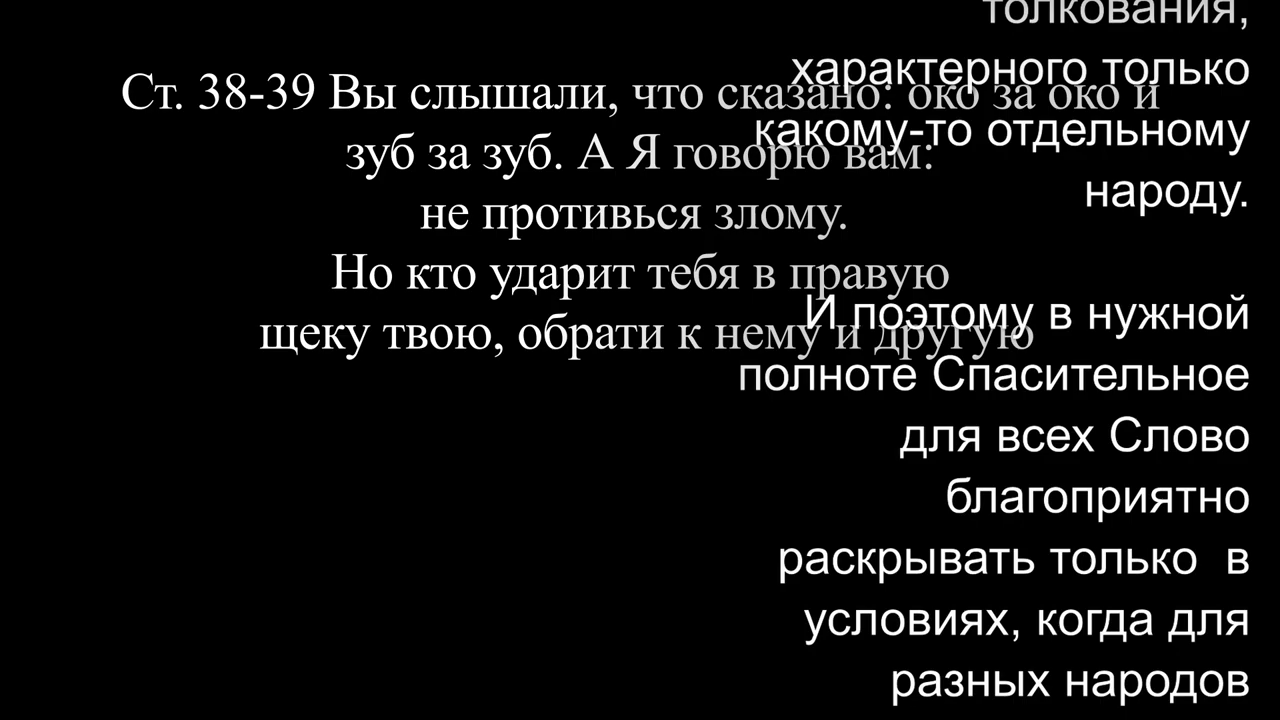 Ст. 38-39 Вы слышали, что сказано: око за око и
зуб за зуб. А Я говорю вам:
не противься злому.
Но кто ударит тебя в правую
щеку твою, обрати к нему и другую
толкования,
характерного только
какому-то отдельному
народу.
И поэтому в нужной
полноте Спасительное
для всех Слово
благоприятно
раскрывать только в
условиях, когда для
разных народов